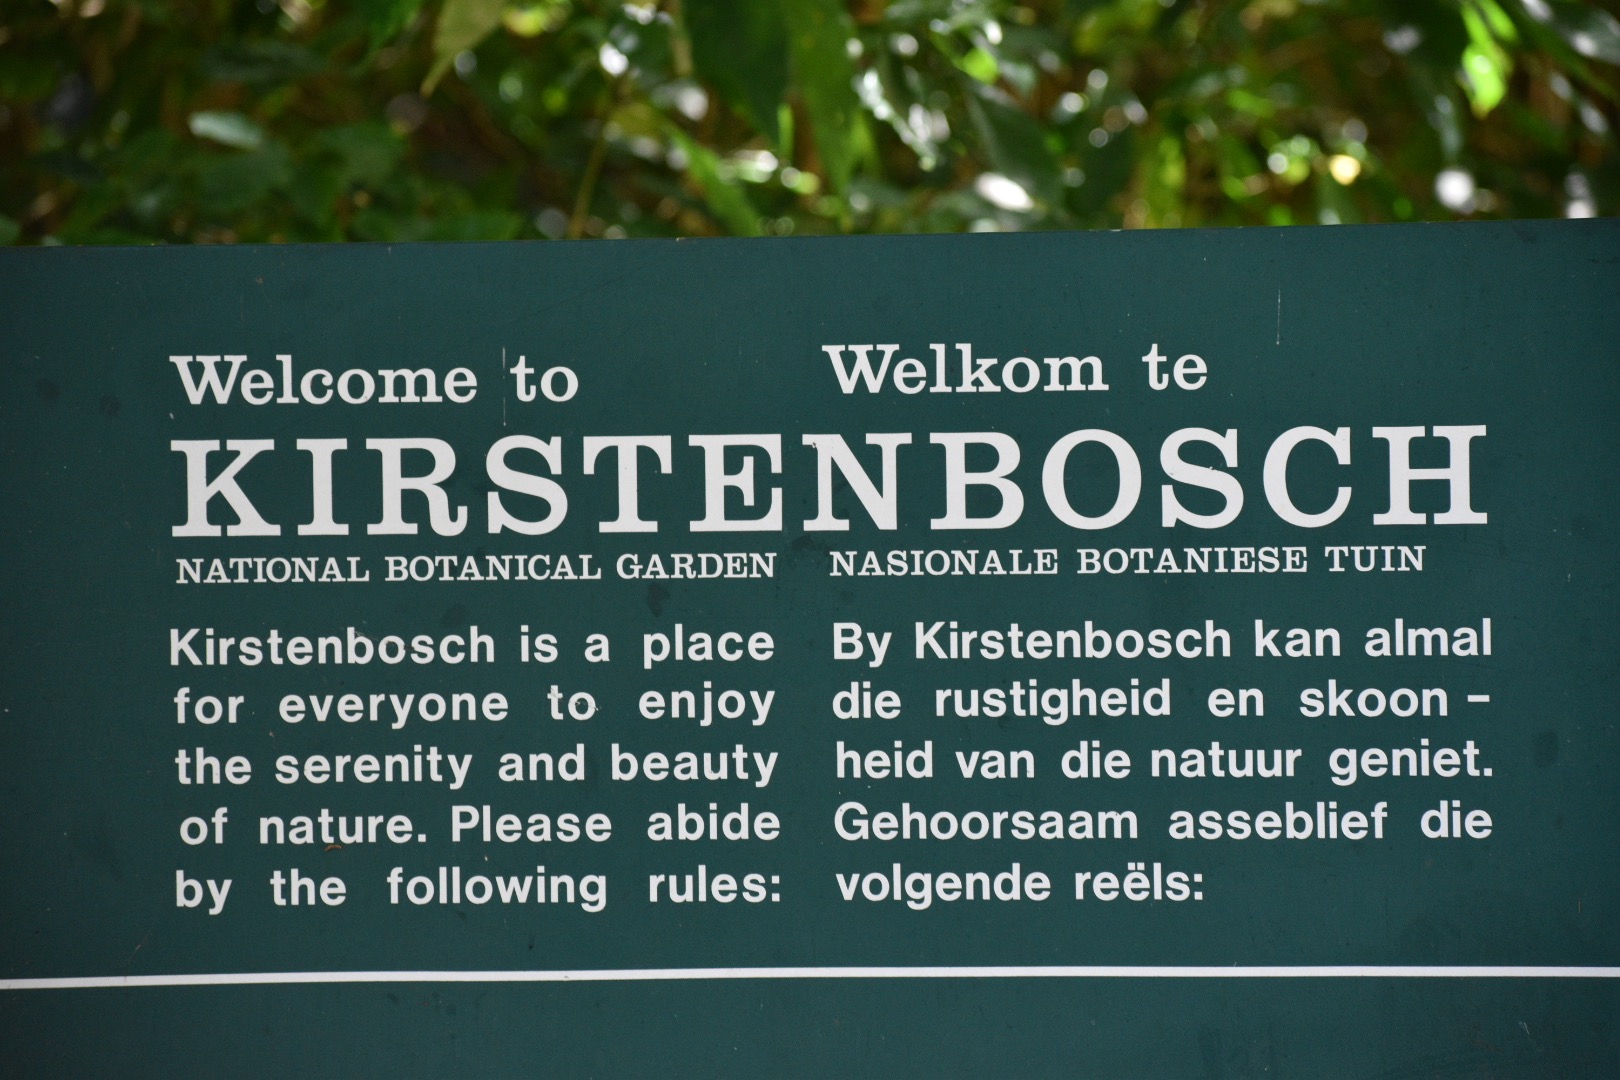 Welcome to
Welkom te
KIRSTENBOSCH
NATIONAL BOTANICAL GARDEN
NASIONALE BOTANIESE TUIN
Kirstenbosch is a place
for everyone to enjoy
the serenity and beauty
of nature. Please abide
by the following rules:
By Kirstenbosch kan almal
die rustigheid en skoon-
heid van die natuur geniet.
Gehoorsaam asseblief die
volgende reëls: